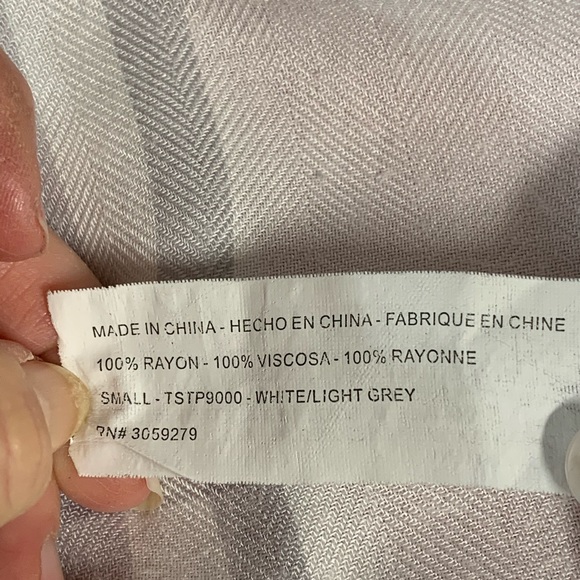 MADE IN CHINA - HECHO EN CHINA - FABRIQUE EN CHINE
100% RAYON - 100% VISCOSA - 100% RAYONNE
SMALL - TSTP9000 - WHITE/LIGHT GREY
RN# 3059279